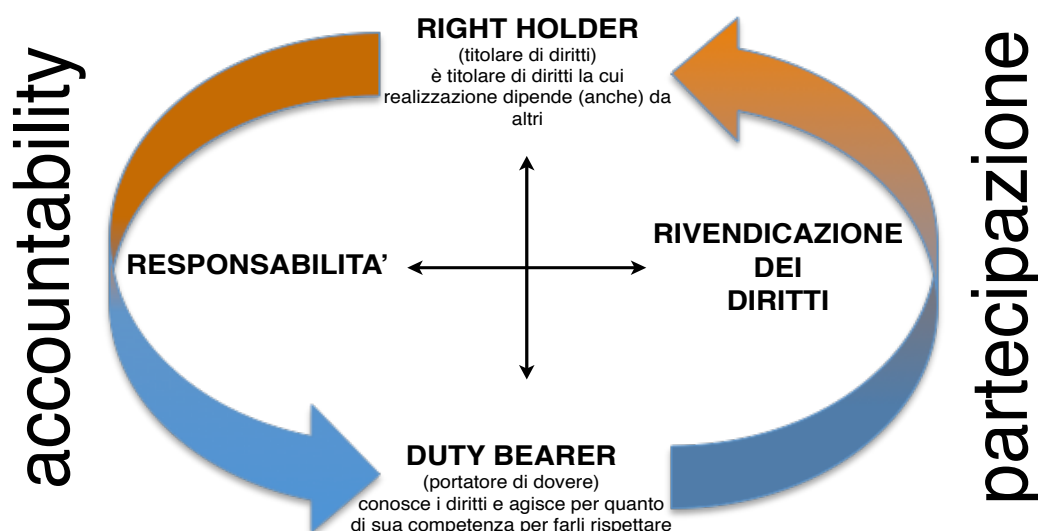 accountability
RIGHT HOLDER
(titolare di diritti)
è titolare di diritti la cui
realizzazione dipende (anche) da
altri
RESPONSABILITA’
RIVENDICAZIONE
DEI
DIRITTI
DUTY BEARER
(portatore di dovere)
conosce i diritti e agisce per quanto
di sua competenza per farli rispettare
partecipazione